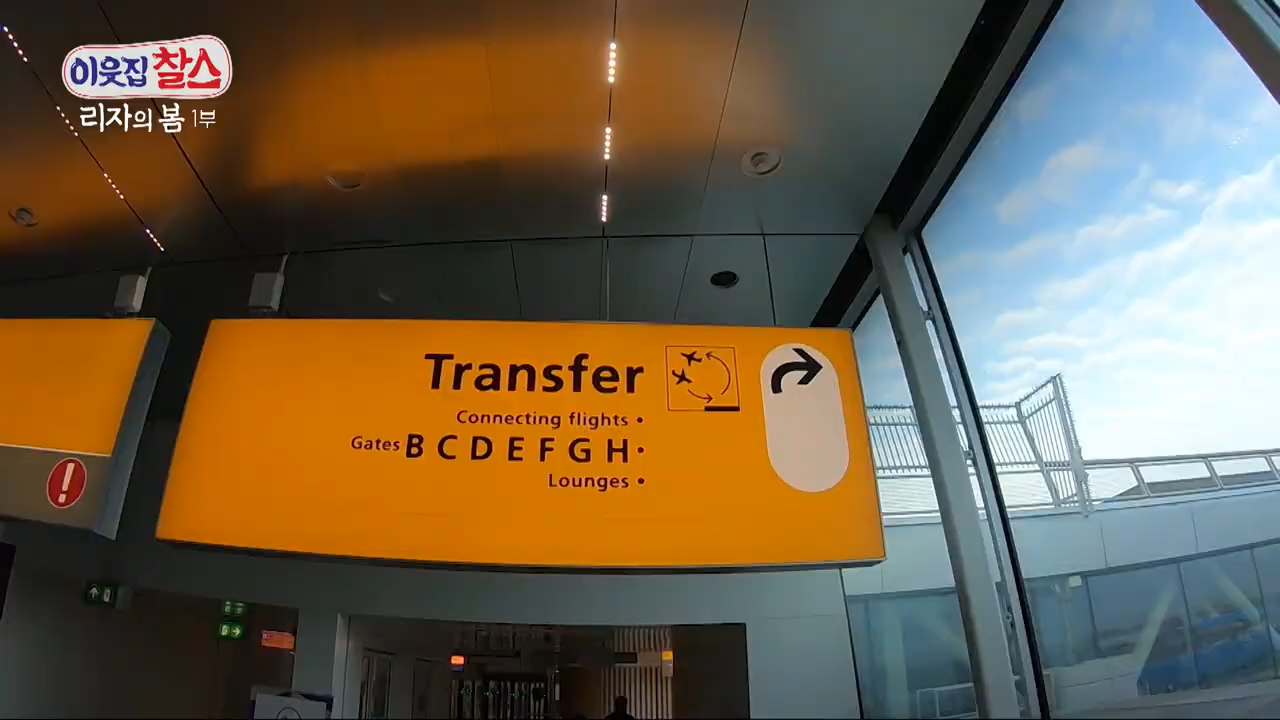 이웃집 찰스
리자의 봄 1부
Transfer
Connecting flights •
Gates B C D E F G H •
Lounges •